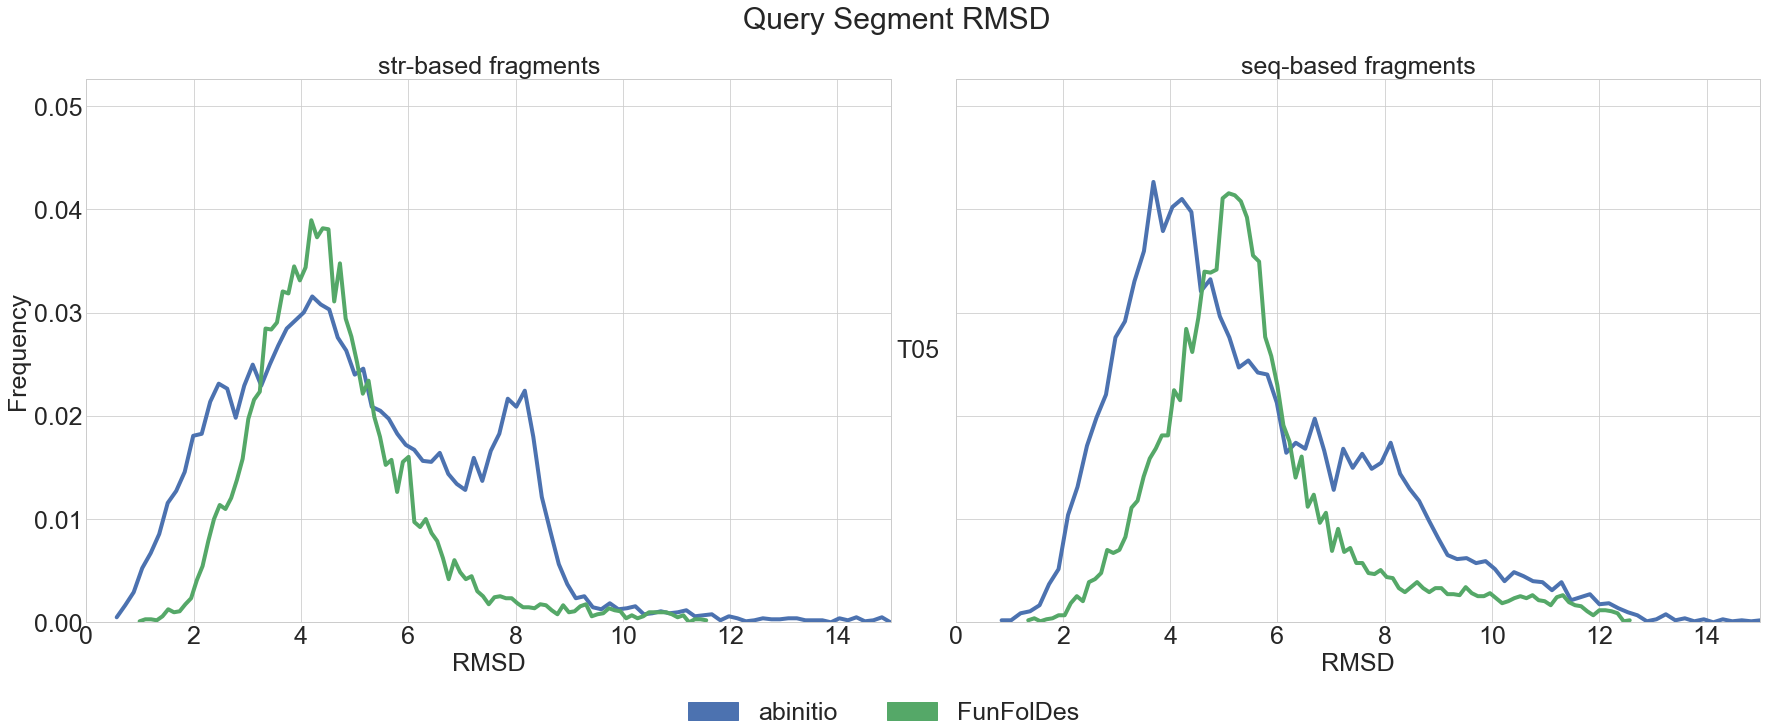 Query Segment RMSD
str-based fragments
seq-based fragments
0.05
0.04
0.03
0.02
0.01
0.00
Frequency
T05
0 2 4 6 8 10 12 14
0 2 4 6 8 10 12 14
RMSD
RMSD
abinitio
FunFolDes